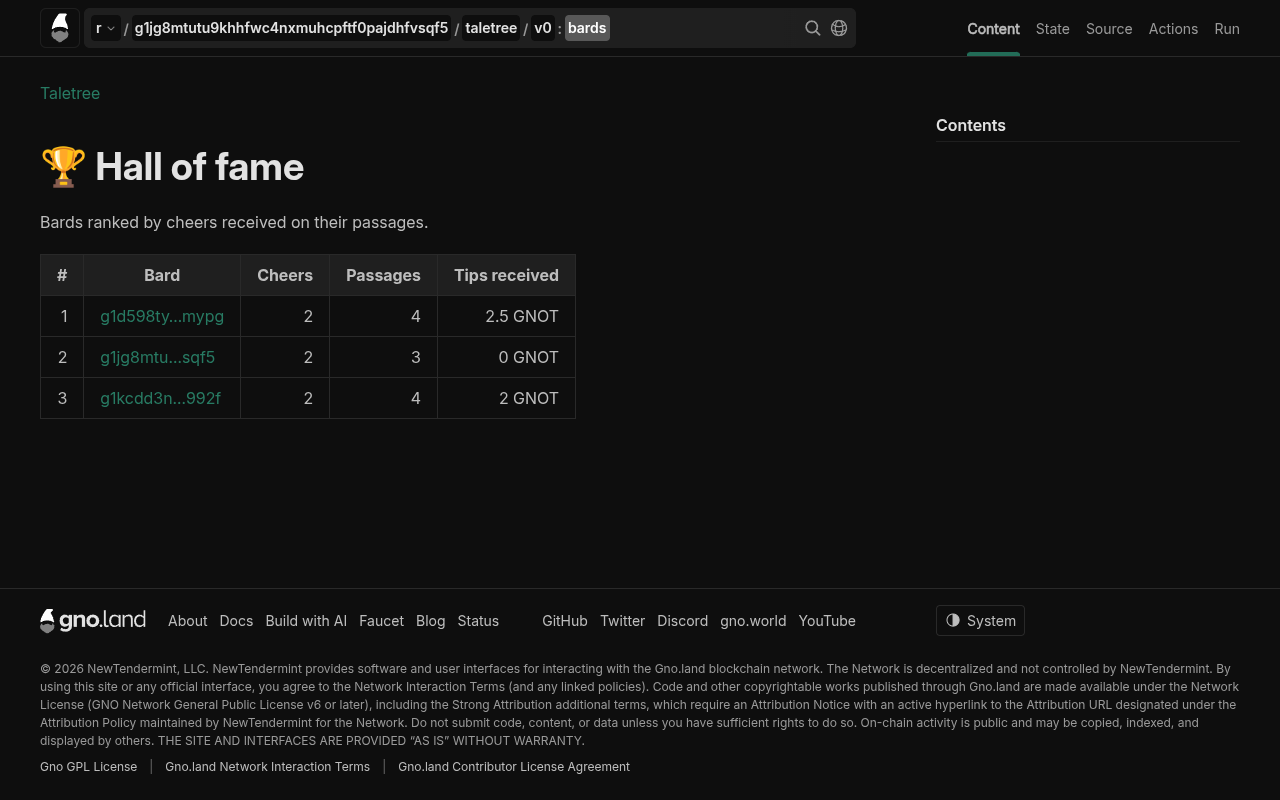 r / g1jg8mtutu9khhfwc4nxmuhcpftf0pajdhfvsqf5 / taletree / v0 : bards
Content State Source Actions Run
Taletree
Contents
🏆 Hall of fame
Bards ranked by cheers received on their passages.
# Bard Cheers Passages Tips received
1 g1d598ty...mypg 2 4 2.5 GNOT
2 g1jg8mtu...sqf5 2 3 0 GNOT
3 g1kcdd3n...992f 2 4 2 GNOT
gno.land About Docs Build with AI Faucet Blog Status GitHub Twitter Discord gno.world YouTube System
© 2026 NewTendermint, LLC. NewTendermint provides software and user interfaces for interacting with the Gno.land blockchain network. The Network is decentralized and not controlled by NewTendermint. By
using this site or any official interface, you agree to the Network Interaction Terms (and any linked policies). Code and other copyrightable works published through Gno.land are made available under the Network
License (GNO Network General Public License v6 or later), including the Strong Attribution additional terms, which require an Attribution Notice with an active hyperlink to the Attribution URL designated under the
Attribution Policy maintained by NewTendermint for the Network. Do not submit code, content, or data unless you have sufficient rights to do so. On-chain activity is public and may be copied, indexed, and
displayed by others. THE SITE AND INTERFACES ARE PROVIDED “AS IS” WITHOUT WARRANTY.
Gno GPL License | Gno.land Network Interaction Terms | Gno.land Contributor License Agreement